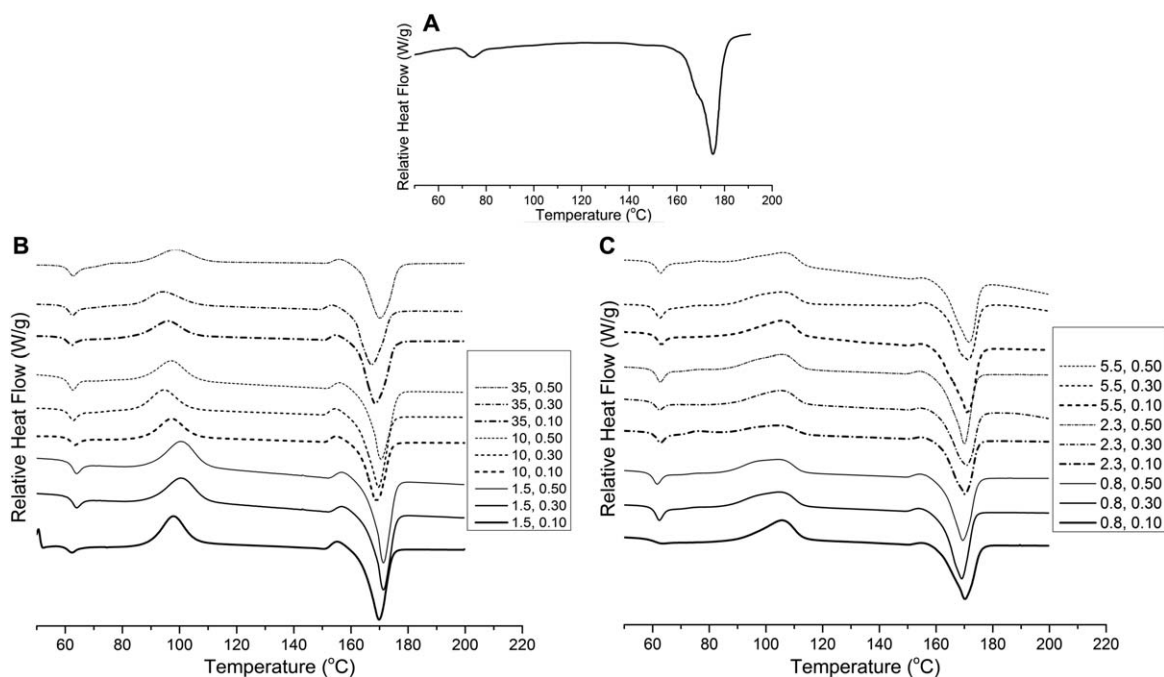 A
Relative Heat Flow (W/g)
60 80 100 120 140 160 180 200
Temperature (°C)
B
Relative Heat Flow (W/g)
35, 0.50
35, 0.30
35, 0.10
10, 0.50
10, 0.30
10, 0.10
1.5, 0.50
1.5, 0.30
1.5, 0.10
60 80 100 120 140 160 180 200 220
Temperature (°C)
C
Relative Heat Flow (W/g)
5.5, 0.50
5.5, 0.30
5.5, 0.10
2.3, 0.50
2.3, 0.30
2.3, 0.10
0.8, 0.50
0.8, 0.30
0.8, 0.10
60 80 100 120 140 160 180 200 220
Temperature (°C)